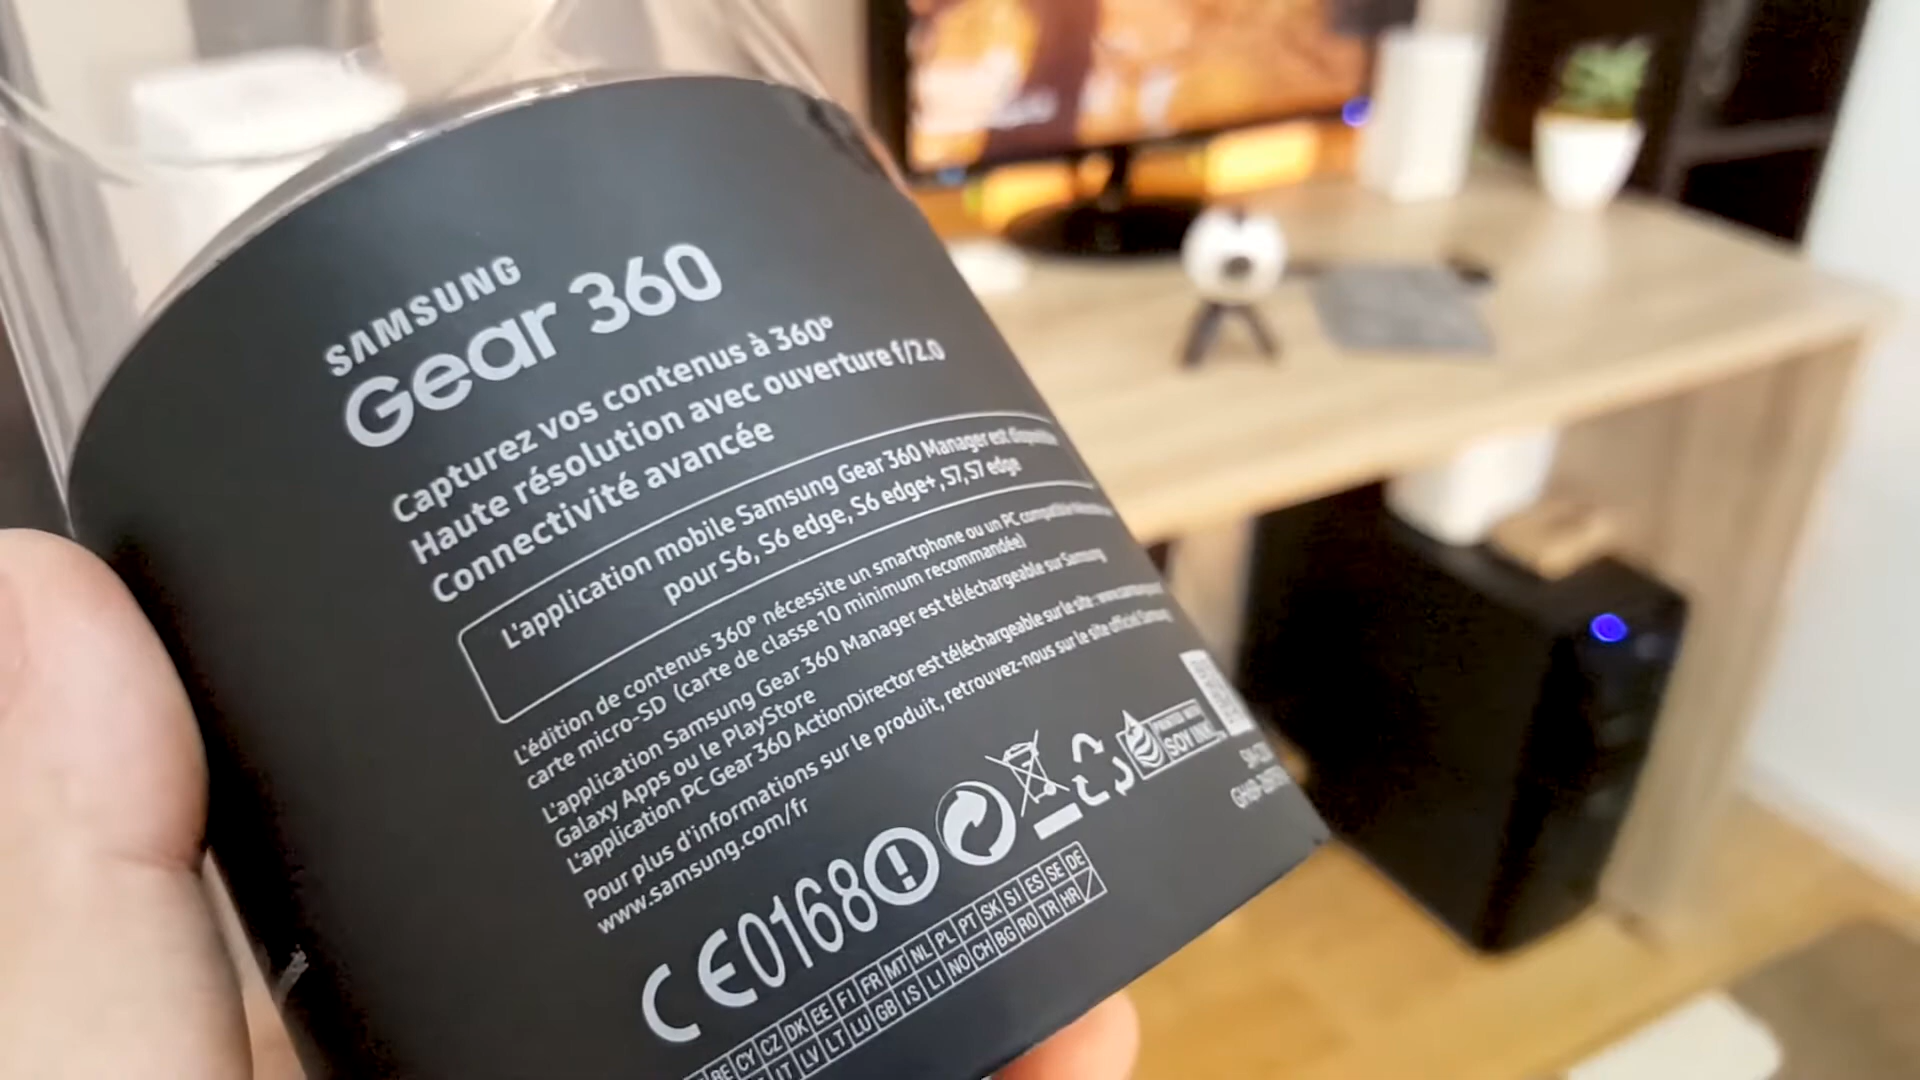 SAMSUNG
Gear 360
Capturez vos contenus à 360°
Haute résolution avec ouverture f/2.0
Connectivité avancée
L'application mobile Samsung Gear 360 Manager est disponible
pour S6, S6 edge, S6 edge+, S7, S7 edge
L'édition de contenus 360° nécessite un smartphone ou un PC compatible
carte micro-SD (carte de classe 10 minimum recommandée)
L'application Samsung Gear 360 Manager est téléchargeable sur Samsung
Galaxy Apps ou le PlayStore
L'application PC Gear 360 ActionDirector est téléchargeable sur le site :
Pour plus d'informations sur le produit, retrouvez-nous sur le site officiel Samsung
www.samsung.com/fr
CE0168
PRINTED WITH
SOY INK
BE CY CZ DK EE FI FR MT NL PL PT SK SI ES SE DE
IT LV LT LU GB IS LI NO CH BG RO TR HR